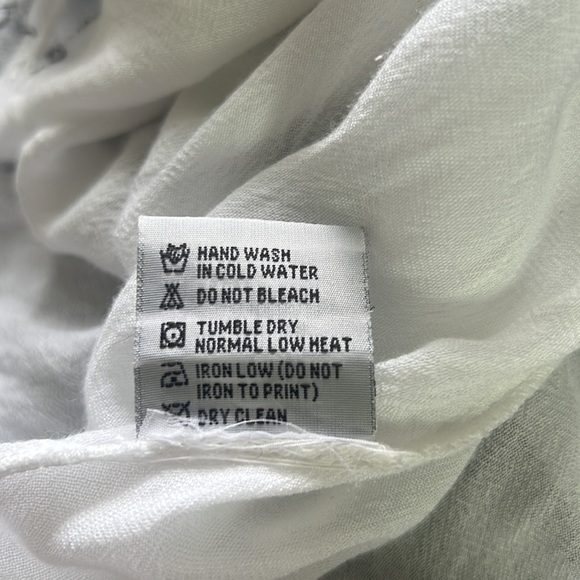 HAND WASH
IN COLD WATER
DO NOT BLEACH
TUMBLE DRY
NORMAL LOW HEAT
IRON LOW (DO NOT
IRON TO PRINT)
DRY CLEAN